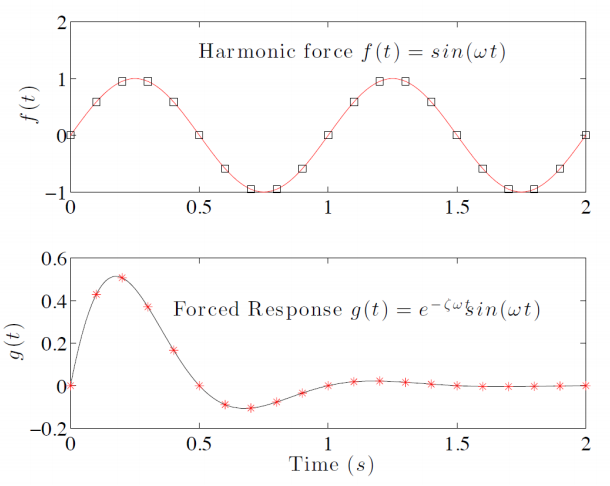 2
Harmonic force f(t) = sin(ωt)
1
f(t)
0
−1
0 0.5 1 1.5 2
0.6
0.4
Forced Response g(t) = e^{−ζωt}sin(ωt)
g(t)
0.2
0
−0.2
0 0.5 1 1.5 2
Time (s)